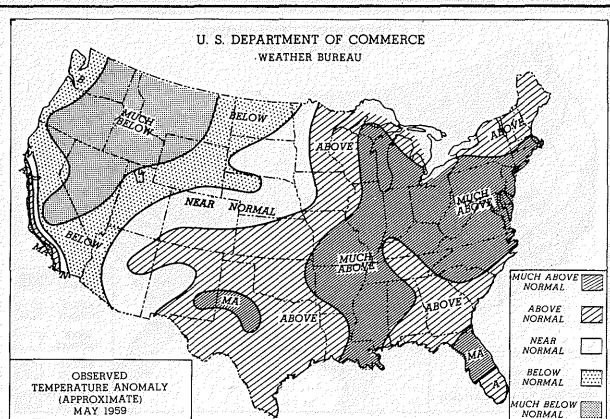 U. S. DEPARTMENT OF COMMERCE
WEATHER BUREAU
B
MUCH
BELOW
BELOW
ABOVE
ABOVE
NEAR NORMAL
MUCH
ABOVE
MUCH
ABOVE
BELOW
MA
ABOVE
ABOVE
MA
A
MUCH ABOVE
NORMAL
ABOVE
NORMAL
NEAR
NORMAL
BELOW
NORMAL
MUCH BELOW
NORMAL
OBSERVED
TEMPERATURE ANOMALY
(APPROXIMATE)
MAY 1959